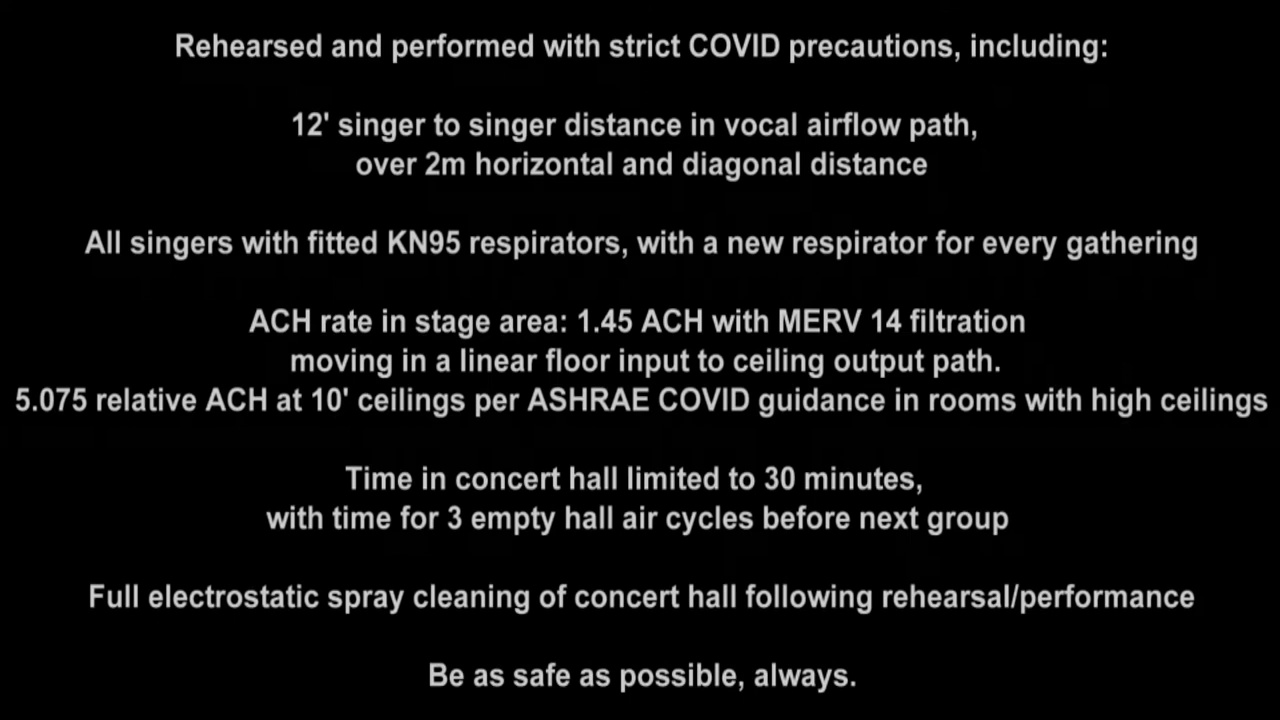 Rehearsed and performed with strict COVID precautions, including:
12' singer to singer distance in vocal airflow path,
over 2m horizontal and diagonal distance
All singers with fitted KN95 respirators, with a new respirator for every gathering
ACH rate in stage area: 1.45 ACH with MERV 14 filtration
moving in a linear floor input to ceiling output path.
5.075 relative ACH at 10' ceilings per ASHRAE COVID guidance in rooms with high ceilings
Time in concert hall limited to 30 minutes,
with time for 3 empty hall air cycles before next group
Full electrostatic spray cleaning of concert hall following rehearsal/performance
Be as safe as possible, always.